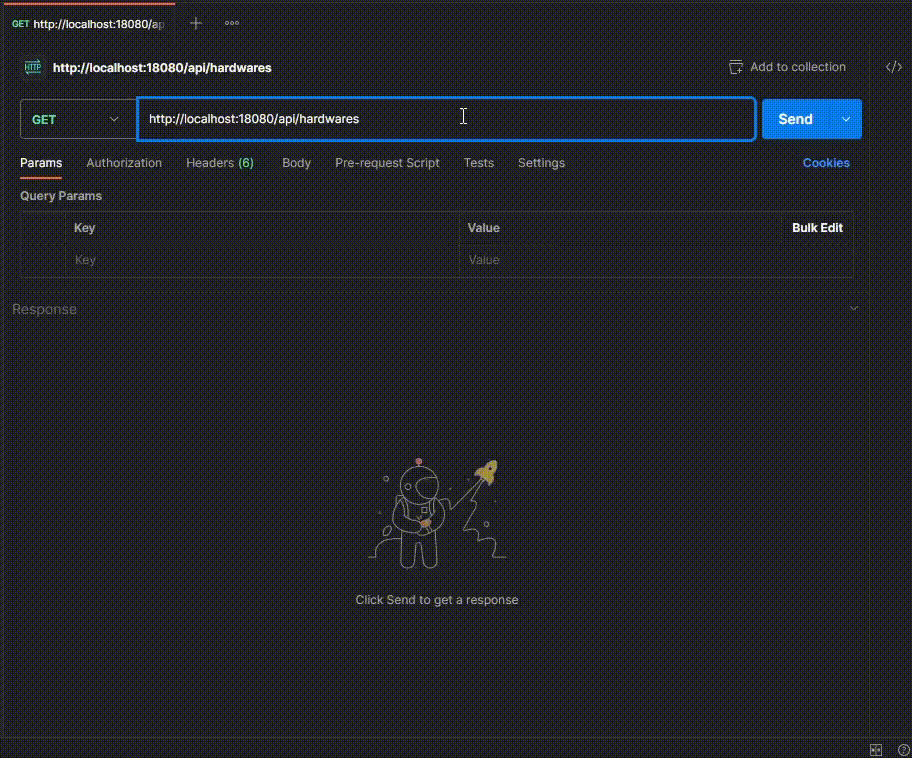 GET http://localhost:18080/ap
HTTP http://localhost:18080/api/hardwares
Add to collection
</>
GET http://localhost:18080/api/hardwares Send
Params Authorization Headers (6) Body Pre-request Script Tests Settings Cookies
Query Params
Key Value Bulk Edit
Key Value
Response
Click Send to get a response